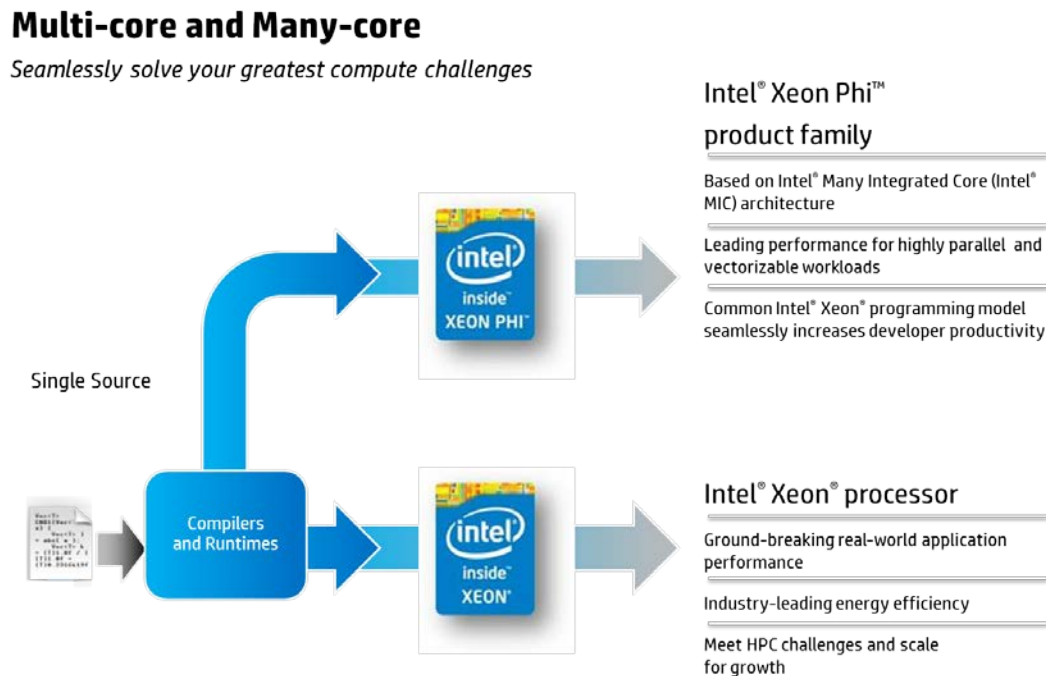 Multi-core and Many-core
Seamlessly solve your greatest compute challenges
Intel® Xeon Phi™
product family
Based on Intel® Many Integrated Core (Intel®
MIC) architecture
Leading performance for highly parallel and
vectorizable workloads
Common Intel® Xeon® programming model
seamlessly increases developer productivity
intel®
inside™
XEON PHI™
Single Source
Compilers
and Runtimes
intel®
inside™
XEON®
Intel® Xeon® processor
Ground-breaking real-world application
performance
Industry-leading energy efficiency
Meet HPC challenges and scale
for growth